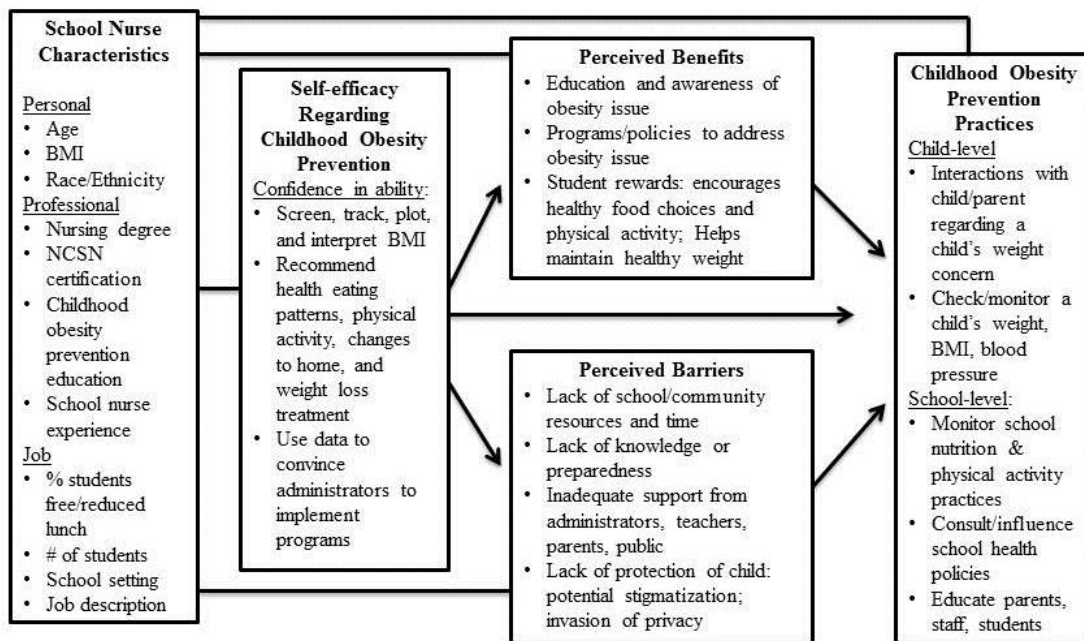 School Nurse
Characteristics
Personal
• Age
• BMI
• Race/Ethnicity
Professional
• Nursing degree
• NCSN
certification
• Childhood
obesity
prevention
education
• School nurse
experience
Job
• % students
free/reduced
lunch
• # of students
• School setting
• Job description
Self-efficacy
Regarding
Childhood Obesity
Prevention
Confidence in ability:
• Screen, track, plot,
and interpret BMI
• Recommend
health eating
patterns, physical
activity, changes
to home, and
weight loss
treatment
• Use data to
convince
administrators to
implement
programs
Perceived Benefits
• Education and awareness of
obesity issue
• Programs/policies to address
obesity issue
• Student rewards: encourages
healthy food choices and
physical activity; Helps
maintain healthy weight
Perceived Barriers
• Lack of school/community
resources and time
• Lack of knowledge or
preparedness
• Inadequate support from
administrators, teachers,
parents, public
• Lack of protection of child:
potential stigmatization;
invasion of privacy
Childhood Obesity
Prevention
Practices
Child-level
• Interactions with
child/parent
regarding a
child's weight
concern
• Check/monitor a
child's weight,
BMI, blood
pressure
School-level:
• Monitor school
nutrition &
physical activity
practices
• Consult/influence
school health
policies
• Educate parents,
staff, students